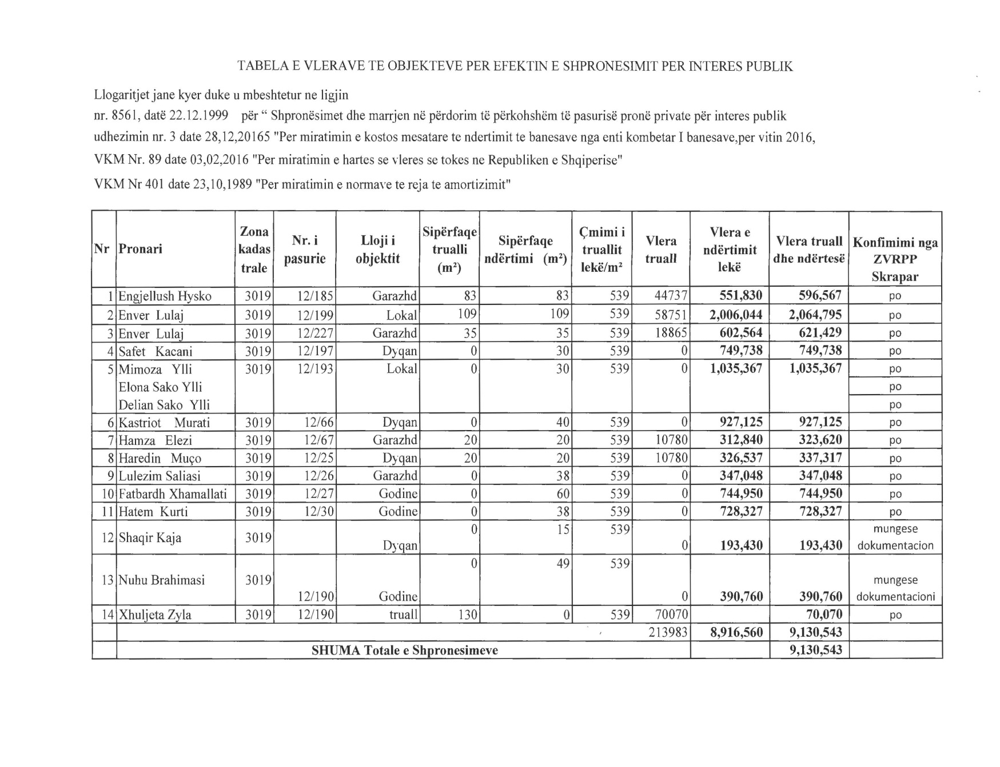 TABELA E VLERAVE TE OBJEKTEVE PER EFEKTIN E SHPRONESIMIT PER INTERES PUBLIK
Llogaritjet jane kyer duke u mbeshtetur ne ligjin
nr. 8561, datë 22.12.1999 për “ Shpronësimet dhe marrjen në përdorim të përkohshëm të pasurisë pronë private për interes publik
udhezimin nr. 3 date 28,12,20165 "Per miratimin e kostos mesatare te ndertimit te banesave nga enti kombetar I banesave,per vitin 2016,
VKM Nr. 89 date 03,02,2016 "Per miratimin e hartes se vleres se tokes ne Republiken e Shqiperise"
VKM Nr 401 date 23,10,1989 "Per miratimin e normave te reja te amortizimit"
Nr Pronari Zona kadas trale Nr. i pasurie Lloji i objektit Sipërfaqe trualli (m²) Sipërfaqe ndërtimi (m²) Çmimi i truallit lekë/m² Vlera truall Vlera e ndërtimit lekë Vlera truall dhe ndërtesë Konfimimi nga ZVRPP Skrapar
1 Engjellush Hysko 3019 12/185 Garazhd 83 83 539 44737 551,830 596,567 po
2 Enver Lulaj 3019 12/199 Lokal 109 109 539 58751 2,006,044 2,064,795 po
3 Enver Lulaj 3019 12/227 Garazhd 35 35 539 18865 602,564 621,429 po
4 Safet Kacani 3019 12/197 Dyqan 0 30 539 0 749,738 749,738 po
5 Mimoza Ylli 3019 12/193 Lokal 0 30 539 0 1,035,367 1,035,367 po
Elona Sako Ylli po
Delian Sako Ylli po
6 Kastriot Murati 3019 12/66 Dyqan 0 40 539 0 927,125 927,125 po
7 Hamza Elezi 3019 12/67 Garazhd 20 20 539 10780 312,840 323,620 po
8 Haredin Muço 3019 12/25 Dyqan 20 20 539 10780 326,537 337,317 po
9 Lulezim Saliasi 3019 12/26 Garazhd 0 38 539 0 347,048 347,048 po
10 Fatbardh Xhamallati 3019 12/27 Godine 0 60 539 0 744,950 744,950 po
11 Hatem Kurti 3019 12/30 Godine 0 38 539 0 728,327 728,327 po
12 Shaqir Kaja 3019 Dyqan 0 15 539 0 193,430 193,430 mungese dokumentacion
13 Nuhu Brahimasi 3019 12/190 Godine 0 49 539 0 390,760 390,760 mungese dokumentacioni
14 Xhuljeta Zyla 3019 12/190 truall 130 0 539 70070 70,070 po
213983 8,916,560 9,130,543
SHUMA Totale e Shpronesimeve 9,130,543